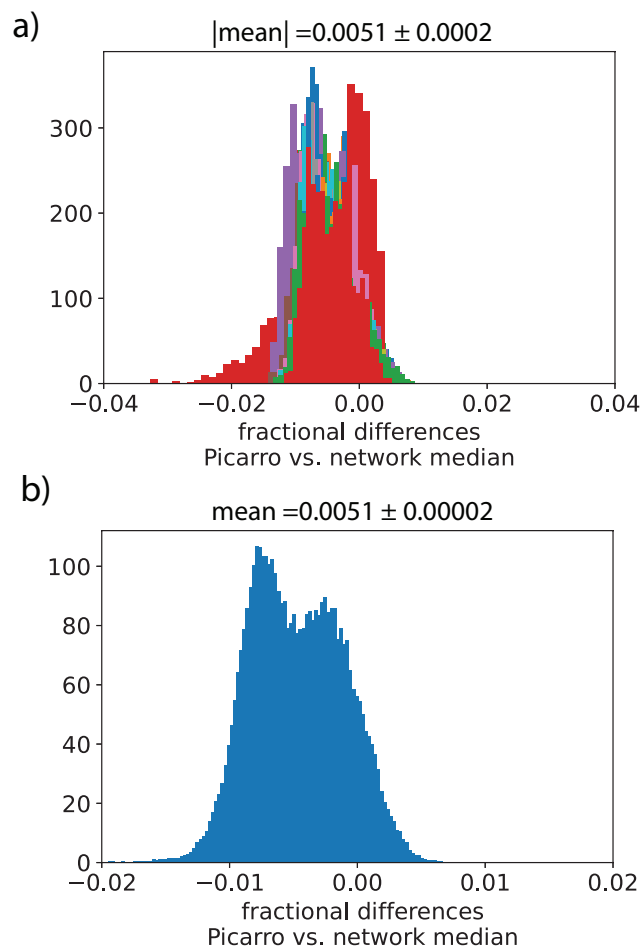 a)
|mean| =0.0051 ± 0.0002
300
200
100
0
−0.04 −0.02 0.00 0.02 0.04
fractional differences
Picarro vs. network median
b)
mean =0.0051 ± 0.00002
100
80
60
40
20
0
−0.02 −0.01 0.00 0.01 0.02
fractional differences
Picarro vs. network median